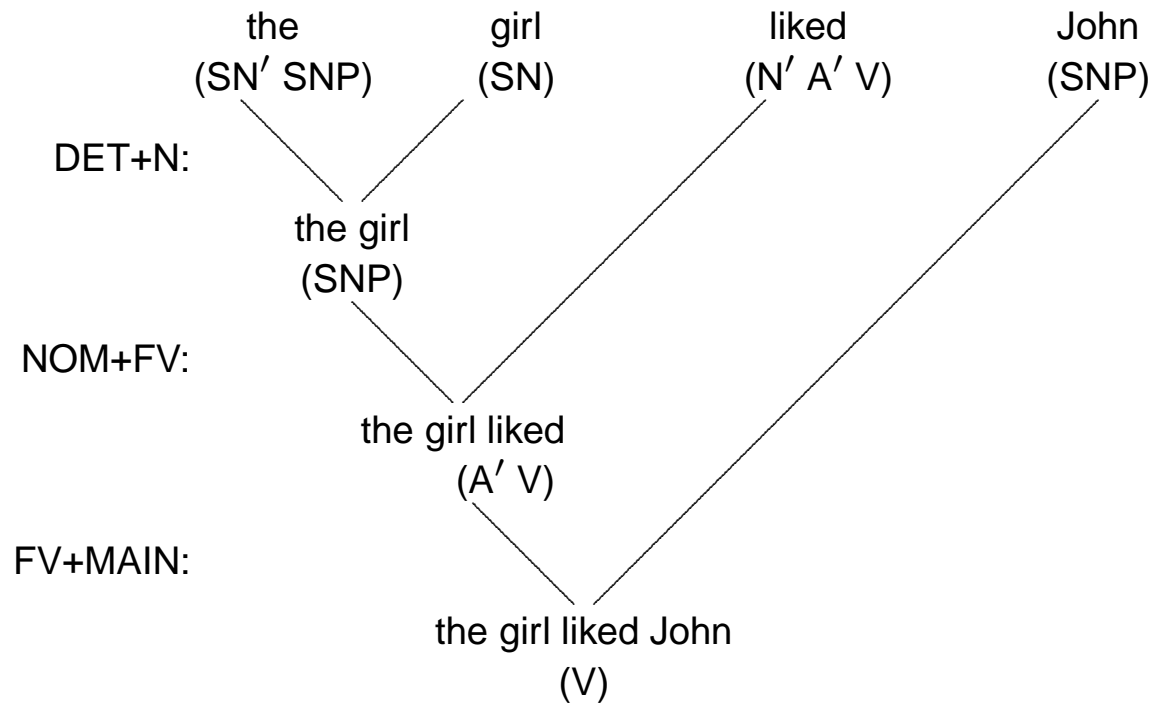 the girl liked John
(SN′ SNP) (SN) (N′ A′ V) (SNP)
DET+N:
the girl
(SNP)
NOM+FV:
the girl liked
(A′ V)
FV+MAIN:
the girl liked John
(V)